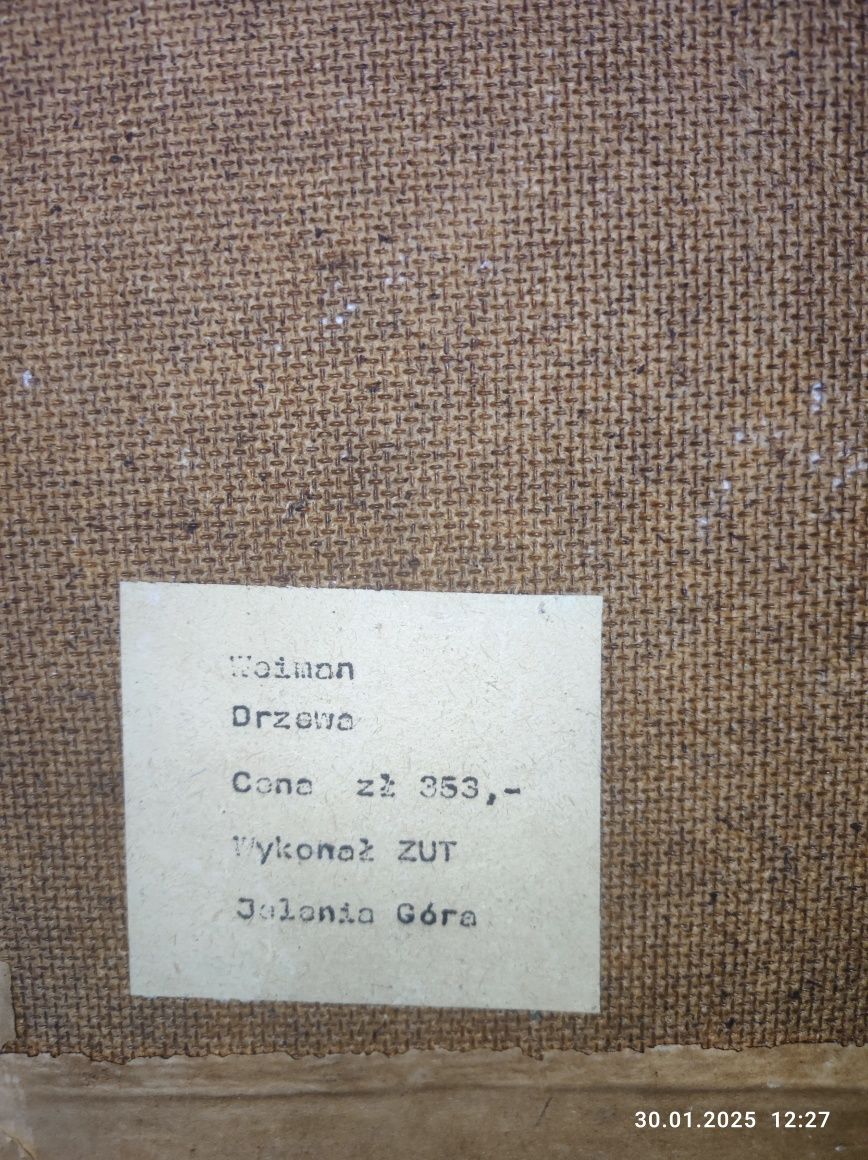 Weiman
Drzewa
Cena zł 353,-
Wykonał ZUT
Jelenia Góra
30.01.2025 12:27